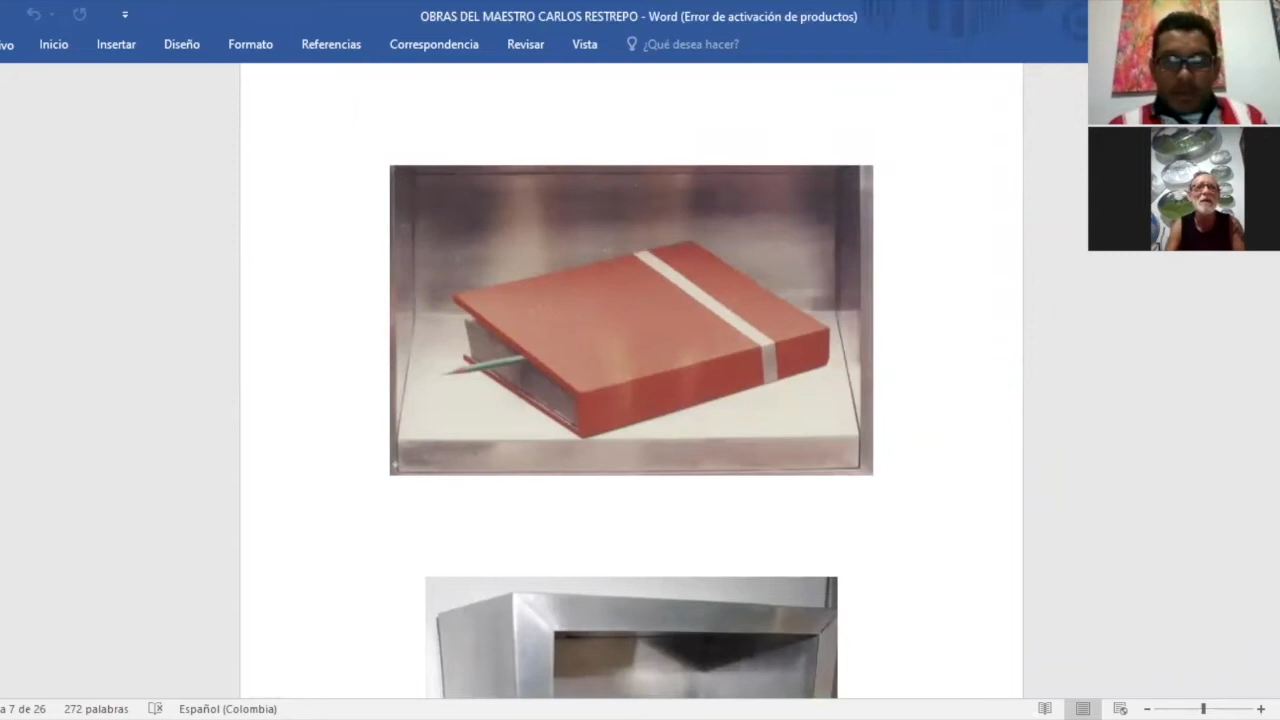 OBRAS DEL MAESTRO CARLOS RESTREPO - Word (Error de activación de productos)
vo Inicio Insertar Diseño Formato Referencias Correspondencia Revisar Vista ¿Qué desea hacer?
a 7 de 26 272 palabras Español (Colombia)